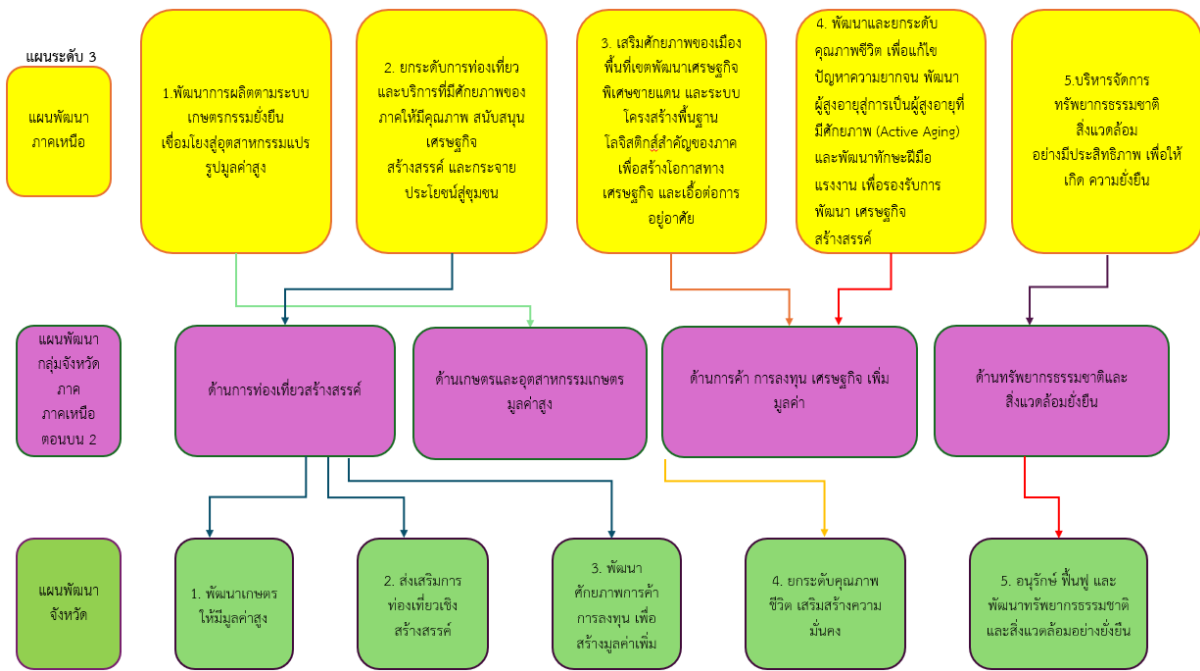 แผนระดับ 3
แผนพัฒนา
ภาคเหนือ
1.พัฒนาการผลิตตามระบบ
เกษตรกรรมยั่งยืน
เชื่อมโยงสู่อุตสาหกรรมแปร
รูปมูลค่าสูง
2. ยกระดับการท่องเที่ยว
และบริการที่มีศักยภาพของ
ภาคให้มีคุณภาพ สนับสนุน
เศรษฐกิจ
สร้างสรรค์ และกระจาย
ประโยชน์สู่ชุมชน
3. เสริมศักยภาพของเมือง
พื้นที่เขตพัฒนาเศรษฐกิจ
พิเศษชายแดน และระบบ
โครงสร้างพื้นฐาน
โลจิสติกส์สำคัญของภาค
เพื่อสร้างโอกาสทาง
เศรษฐกิจ และเอื้อต่อการ
อยู่อาศัย
4. พัฒนาและยกระดับ
คุณภาพชีวิต เพื่อแก้ไข
ปัญหาความยากจน พัฒนา
ผู้สูงอายุสู่การเป็นผู้สูงอายุที่
มีศักยภาพ (Active Aging)
และพัฒนาทักษะฝีมือ
แรงงาน เพื่อรองรับการ
พัฒนา เศรษฐกิจ
สร้างสรรค์
5.บริหารจัดการ
ทรัพยากรธรรมชาติ
สิ่งแวดล้อม
อย่างมีประสิทธิภาพ เพื่อให้
เกิด ความยั่งยืน
แผนพัฒนา
กลุ่มจังหวัด
ภาค
ภาคเหนือ
ตอนบน 2
ด้านการท่องเที่ยวสร้างสรรค์
ด้านเกษตรและอุตสาหกรรมเกษตร
มูลค่าสูง
ด้านการค้า การลงทุน เศรษฐกิจ เพิ่ม
มูลค่า
ด้านทรัพยากรธรรมชาติและ
สิ่งแวดล้อมยั่งยืน
แผนพัฒนา
จังหวัด
1. พัฒนาเกษตร
ให้มีมูลค่าสูง
2. ส่งเสริมการ
ท่องเที่ยวเชิง
สร้างสรรค์
3. พัฒนา
ศักยภาพการค้า
การลงทุน เพื่อ
สร้างมูลค่าเพิ่ม
4. ยกระดับคุณภาพ
ชีวิต เสริมสร้างความ
มั่นคง
5. อนุรักษ์ ฟื้นฟู และ
พัฒนาทรัพยากรธรรมชาติ
และสิ่งแวดล้อมอย่างยั่งยืน